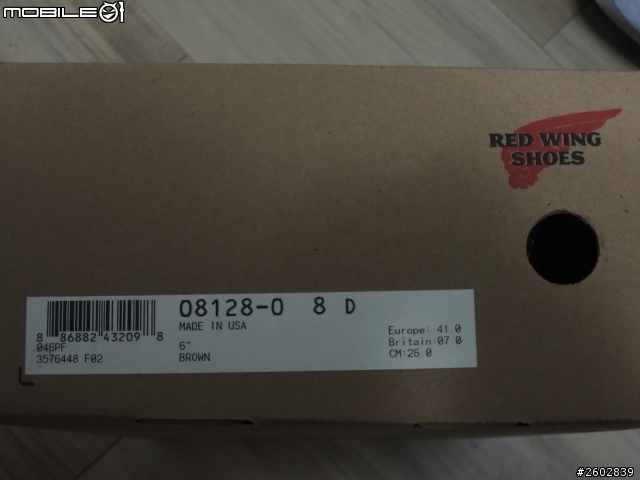 MOBILE01
RED WING
SHOES
08128-0 8 D
MADE IN USA
8 86882 43209 8
046PF
3576448 F02
6"
BROWN
Europe: 41.0
Britain:07.0
CM:26.0
#2602839